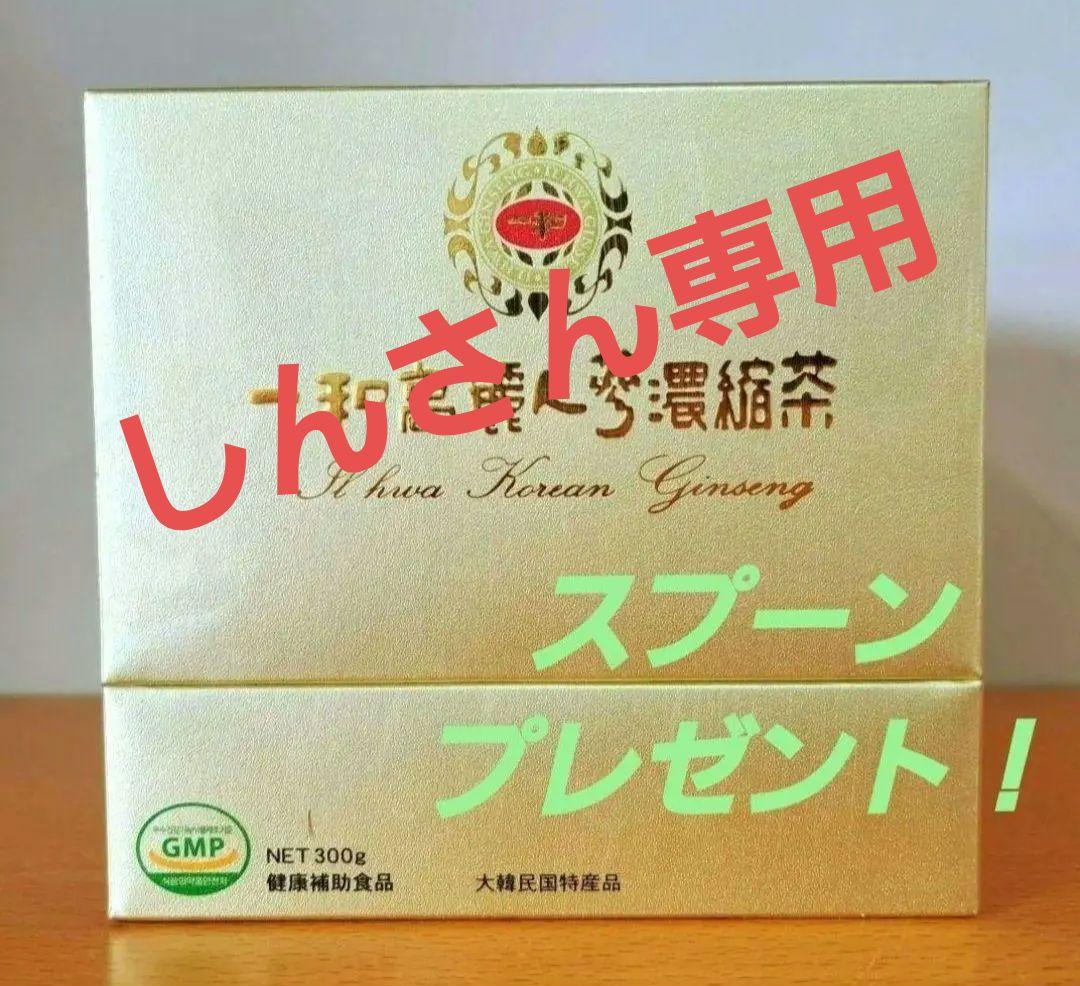 しんさん専用
一和高麗人蔘濃縮茶
Il hwa Korean Ginseng
スプーン
プレゼント！
GMP
NET 300g
健康補助食品
大韓民国特産品